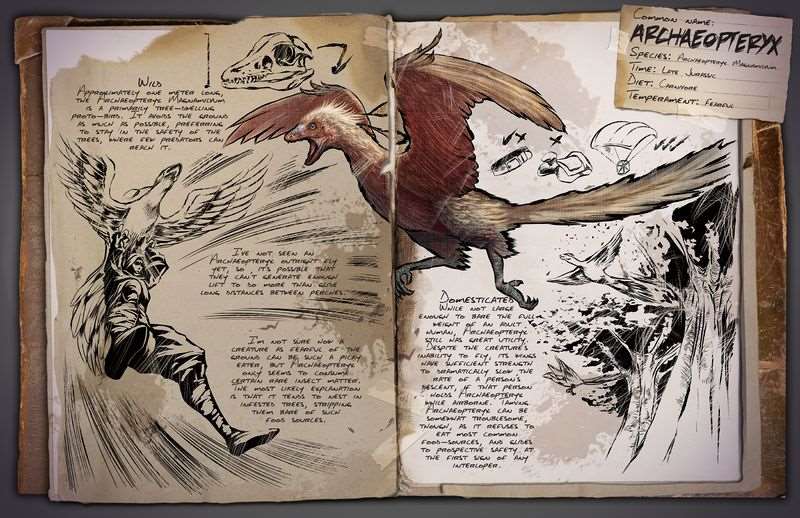 Common name:
Archaeopteryx
Species: Archaeopteryx Magnamicrum
Time: Late Jurassic
Diet: Carnivore
Temperament: Fearful
Wild
Approximately one meter long,
the Archaeopteryx Magnamicrum
is a primarily tree-dwelling
proto-bird. It avoids the ground
as much as possible, preferring
to stay in the safety of the
trees, where few predators can
reach it.
I've not seen an
Archaeopteryx outright fly
yet, so it's possible that
they can't generate enough
lift to do more than glide
long distances between perches.
I'm not sure how a
creature as fearful of the
ground can be such a picky
eater, but Archaeopteryx
only seems to consume
certain rare insect matter.
The most likely explanation
is that it tends to nest in
infested trees, stripping
them bare of such
food sources.
Domesticated
While not large
enough to bare the full
weight of an adult
human, Archaeopteryx
still has great utility.
Despite the creature's
inability to fly, its wings
have sufficient strength
to dramatically slow the
rate of a person's
descent, if that person
holds Archaeopteryx
while airborne. Taming
Archaeopteryx can be
somewhat troublesome,
though, as it refuses to
eat most common
food-sources, and glides
to prospective safety at
the first sign of any
interloper.